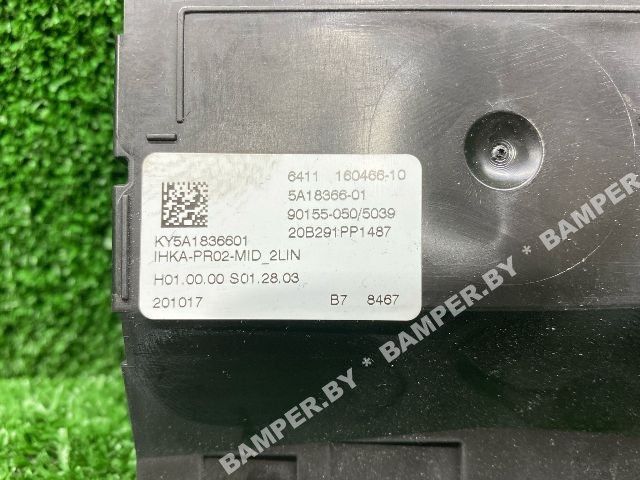 6411 160466-10
5A18366-01
90155-050/5039
20B291PP1487
KY5A1836601
IHKA-PR02-MID_2LIN
H01.00.00 S01.28.03
201017 B7 8467
BAMPER.BY * BAMPER.BY * BAMPER.BY